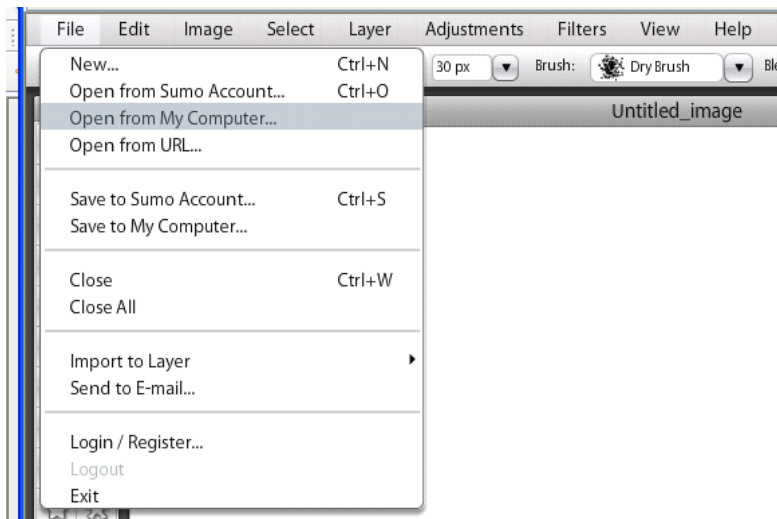 File Edit Image Select Layer Adjustments Filters View Help
30 px Brush: Dry Brush
Untitled_image
New... Ctrl+N
Open from Sumo Account... Ctrl+O
Open from My Computer...
Open from URL...
Save to Sumo Account... Ctrl+S
Save to My Computer...
Close Ctrl+W
Close All
Import to Layer
Send to E-mail...
Login / Register...
Logout
Exit